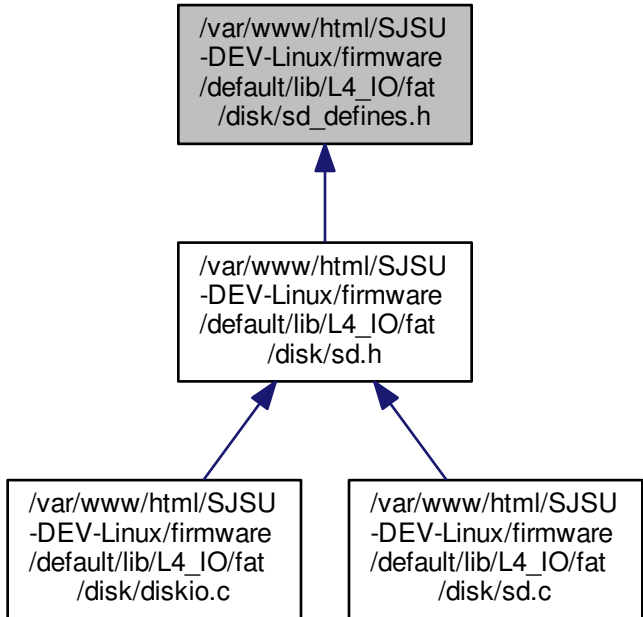 /var/www/html/SJSU
-DEV-Linux/firmware
/default/lib/L4_IO/fat
/disk/sd_defines.h
/var/www/html/SJSU
-DEV-Linux/firmware
/default/lib/L4_IO/fat
/disk/sd.h
/var/www/html/SJSU
-DEV-Linux/firmware
/default/lib/L4_IO/fat
/disk/diskio.c
/var/www/html/SJSU
-DEV-Linux/firmware
/default/lib/L4_IO/fat
/disk/sd.c